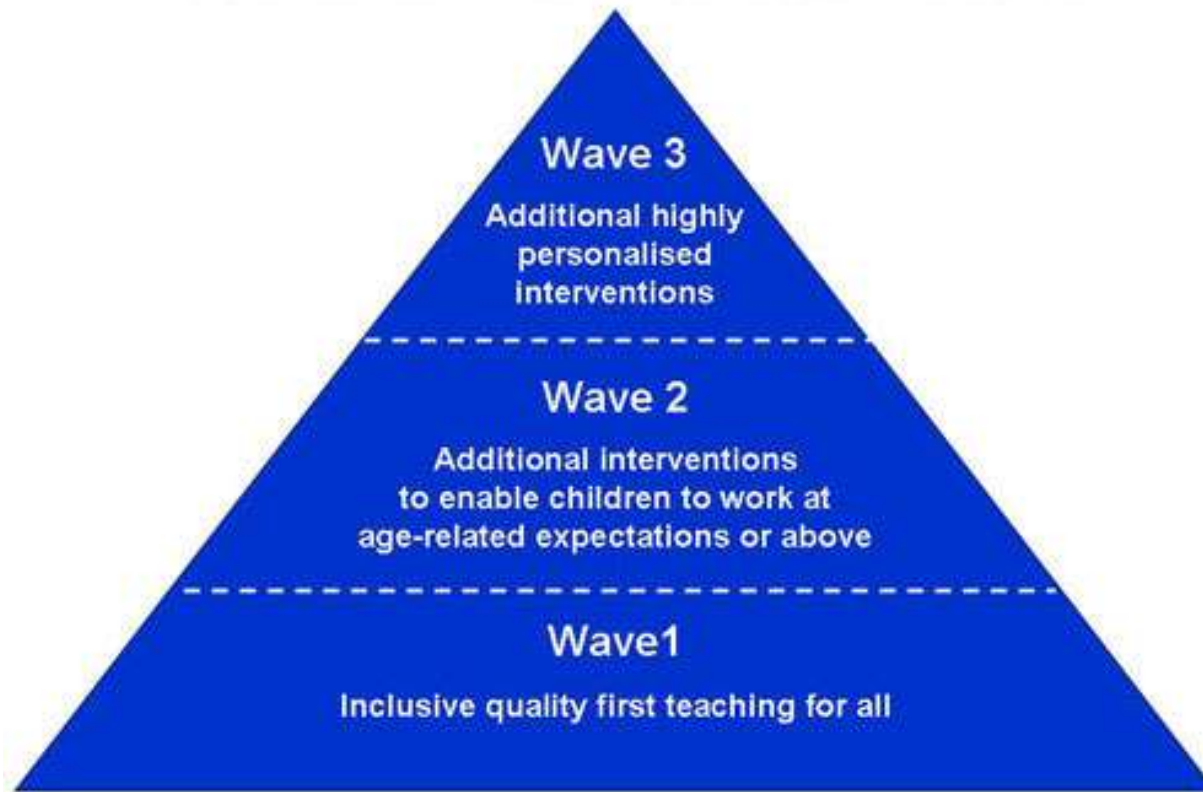 Wave 3
Additional highly
personalised
interventions
Wave 2
Additional interventions
to enable children to work at
age-related expectations or above
Wave1
Inclusive quality first teaching for all